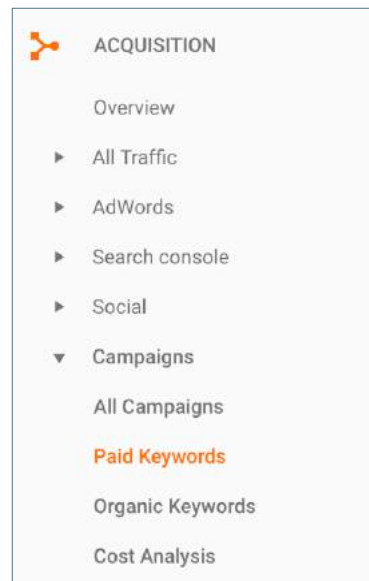 ACQUISITION
Overview
All Traffic
AdWords
Search console
Social
Campaigns
All Campaigns
Paid Keywords
Organic Keywords
Cost Analysis